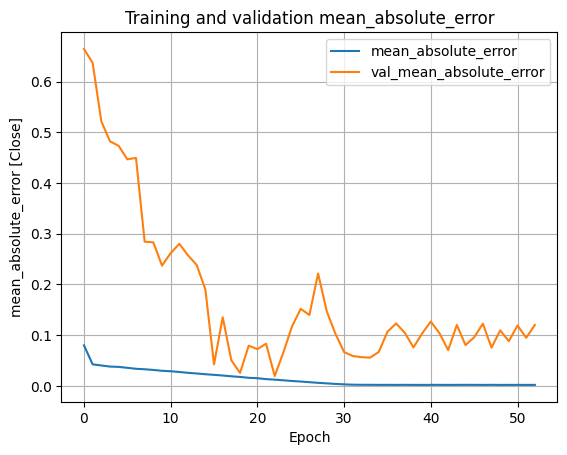 Training and validation mean_absolute_error
mean_absolute_error
val_mean_absolute_error
mean_absolute_error [Close]
0.6
0.5
0.4
0.3
0.2
0.1
0.0
0 10 20 30 40 50
Epoch